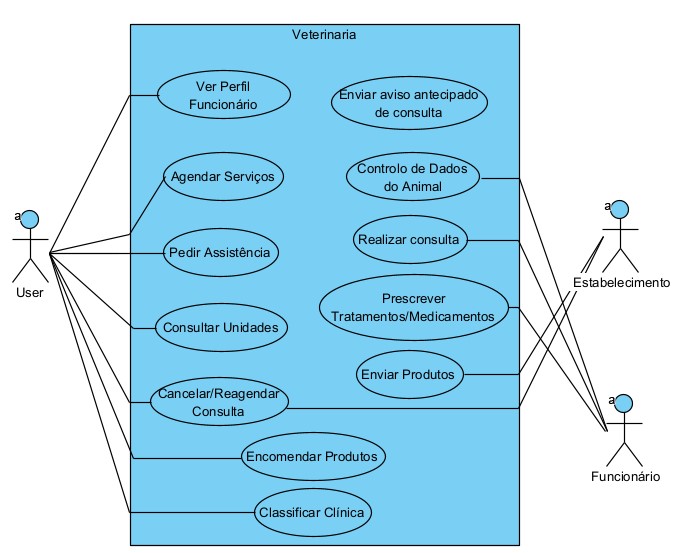 Veterinaria
Ver Perfil
Funcionário
Enviar aviso antecipado
de consulta
Agendar Serviços
Controlo de Dados
do Animal
a
User
a
Estabelecimento
Pedir Assistência
Realizar consulta
Prescrever
Tratamentos/Medicamentos
Consultar Unidades
Enviar Produtos
Cancelar/Reagendar
Consulta
a
Funcionário
Encomendar Produtos
Classificar Clínica